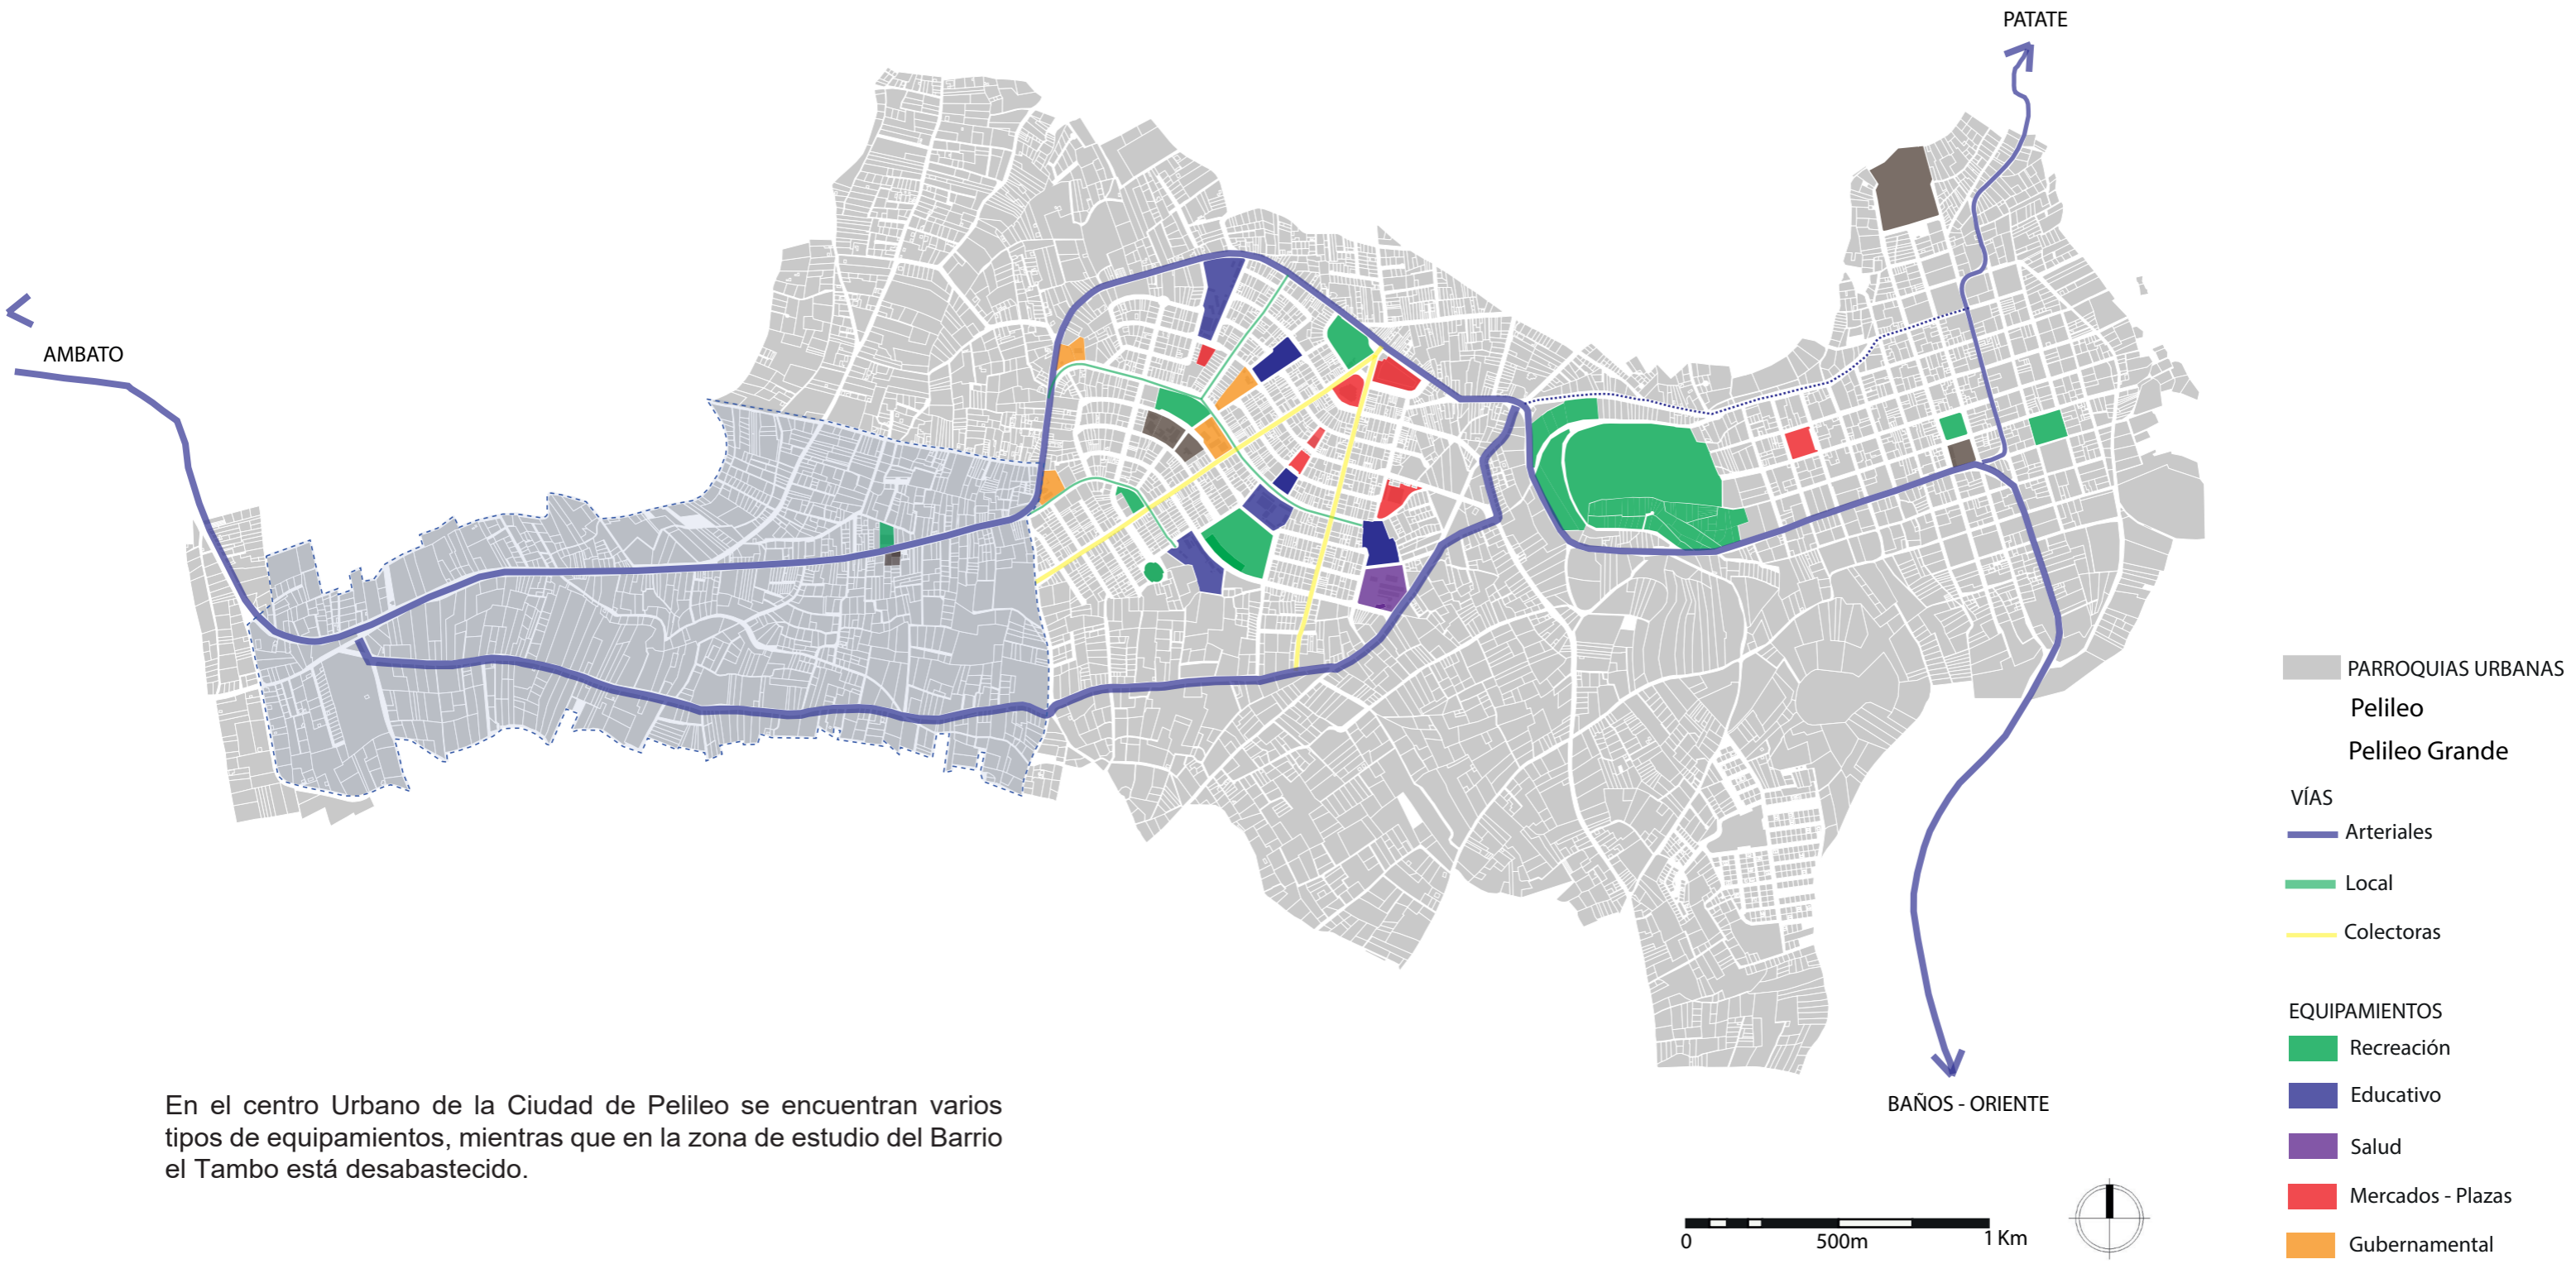 PATATE
AMBATO
PARROQUIAS URBANAS
Pelileo
Pelileo Grande
VÍAS
Arteriales
Local
Colectoras
EQUIPAMIENTOS
Recreación
Educativo
Salud
Mercados - Plazas
Gubernamental
BAÑOS - ORIENTE
En el centro Urbano de la Ciudad de Pelileo se encuentran varios
tipos de equipamientos, mientras que en la zona de estudio del Barrio
el Tambo está desabastecido.
0 500m 1 Km